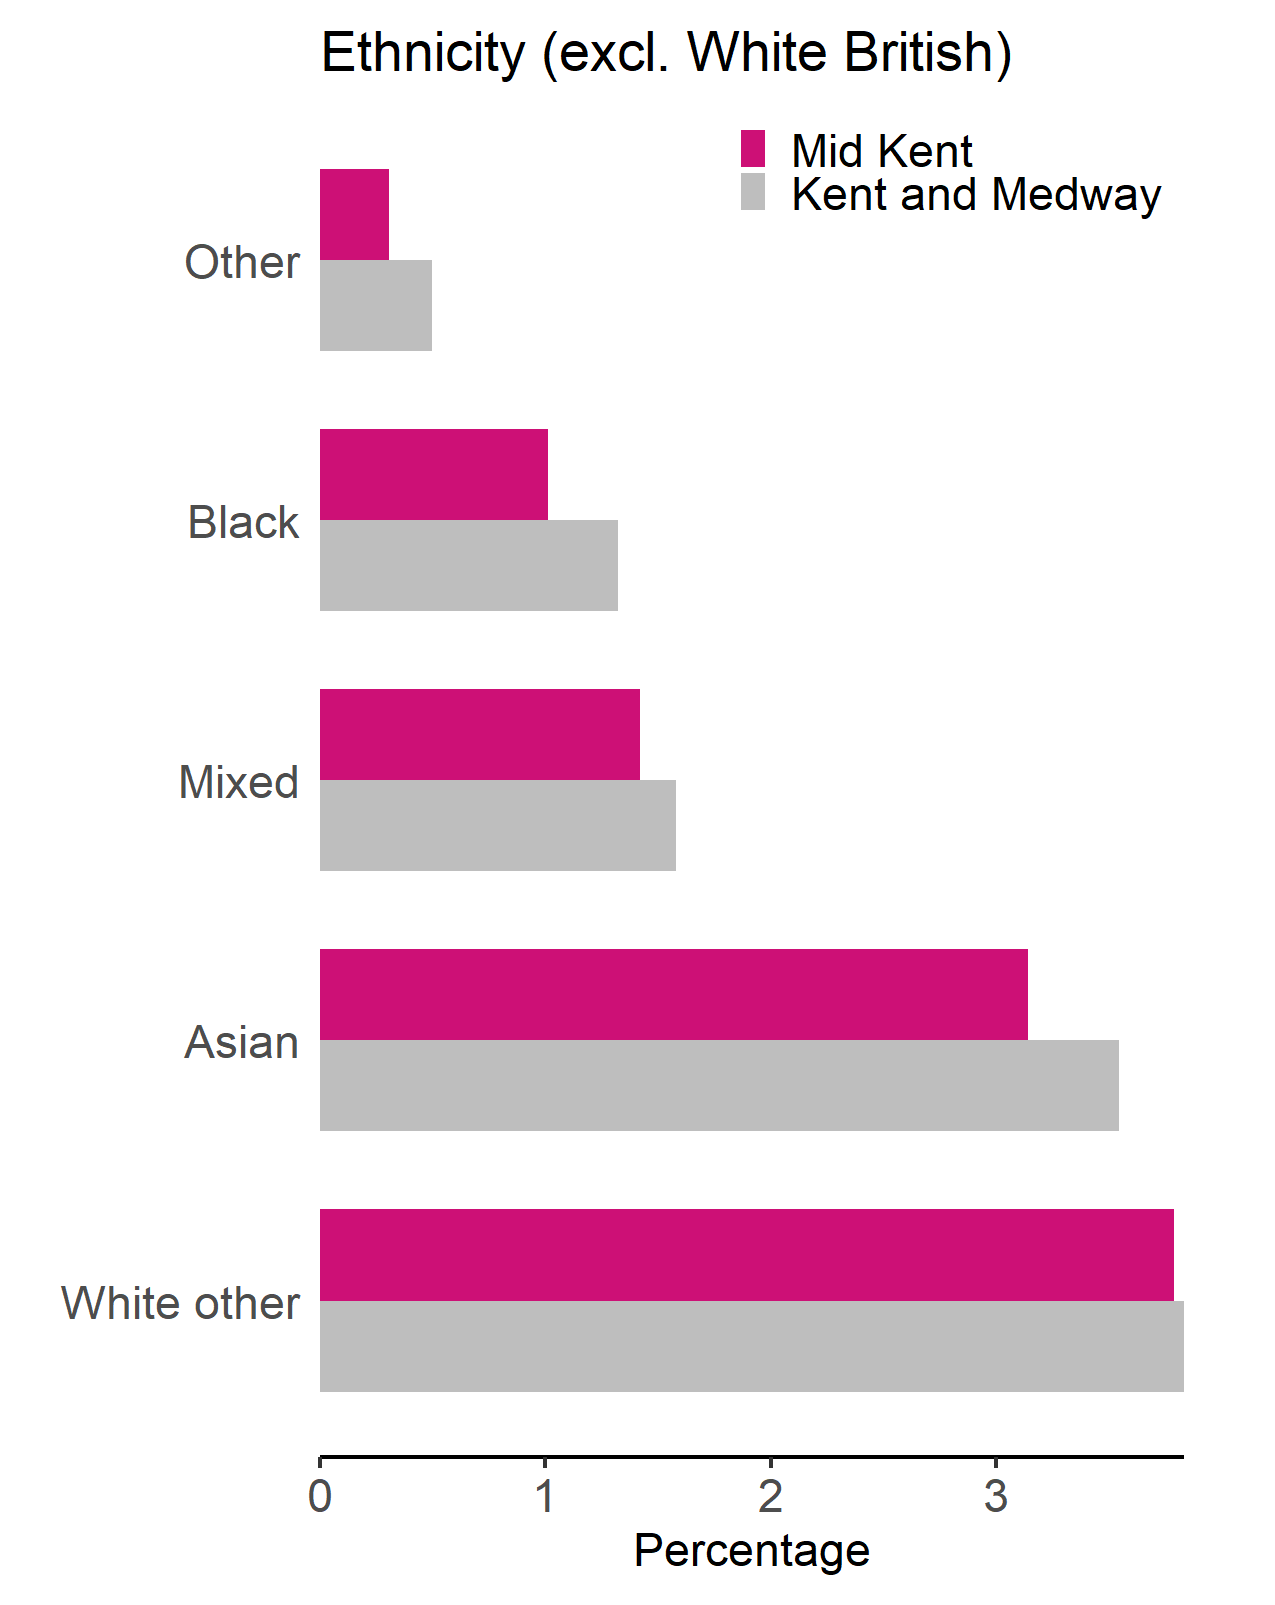 Ethnicity (excl. White British)
Mid Kent
Kent and Medway
Other
Black
Mixed
Asian
White other
0 1 2 3
Percentage